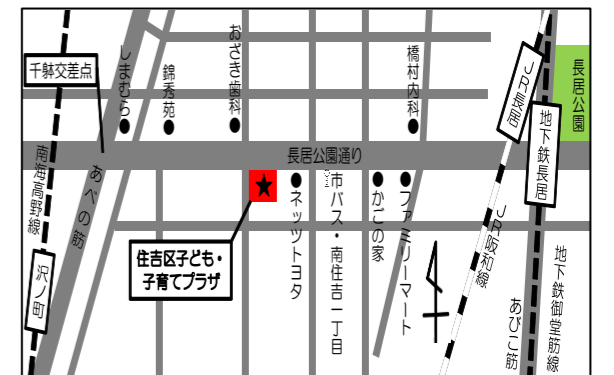 おざき歯科
しまむら
錦秀苑
橋村内科
千躰交差点
JR長居
長居公園
地下鉄長居
長居公園通り
南海高野線
あべの筋
沢ノ町
住吉区子ども・
子育てプラザ
ネッツトヨタ
市バス・南住吉一丁目
かごの家
ファミリーマート
JR阪和線
あびこ筋
地下鉄御堂筋線